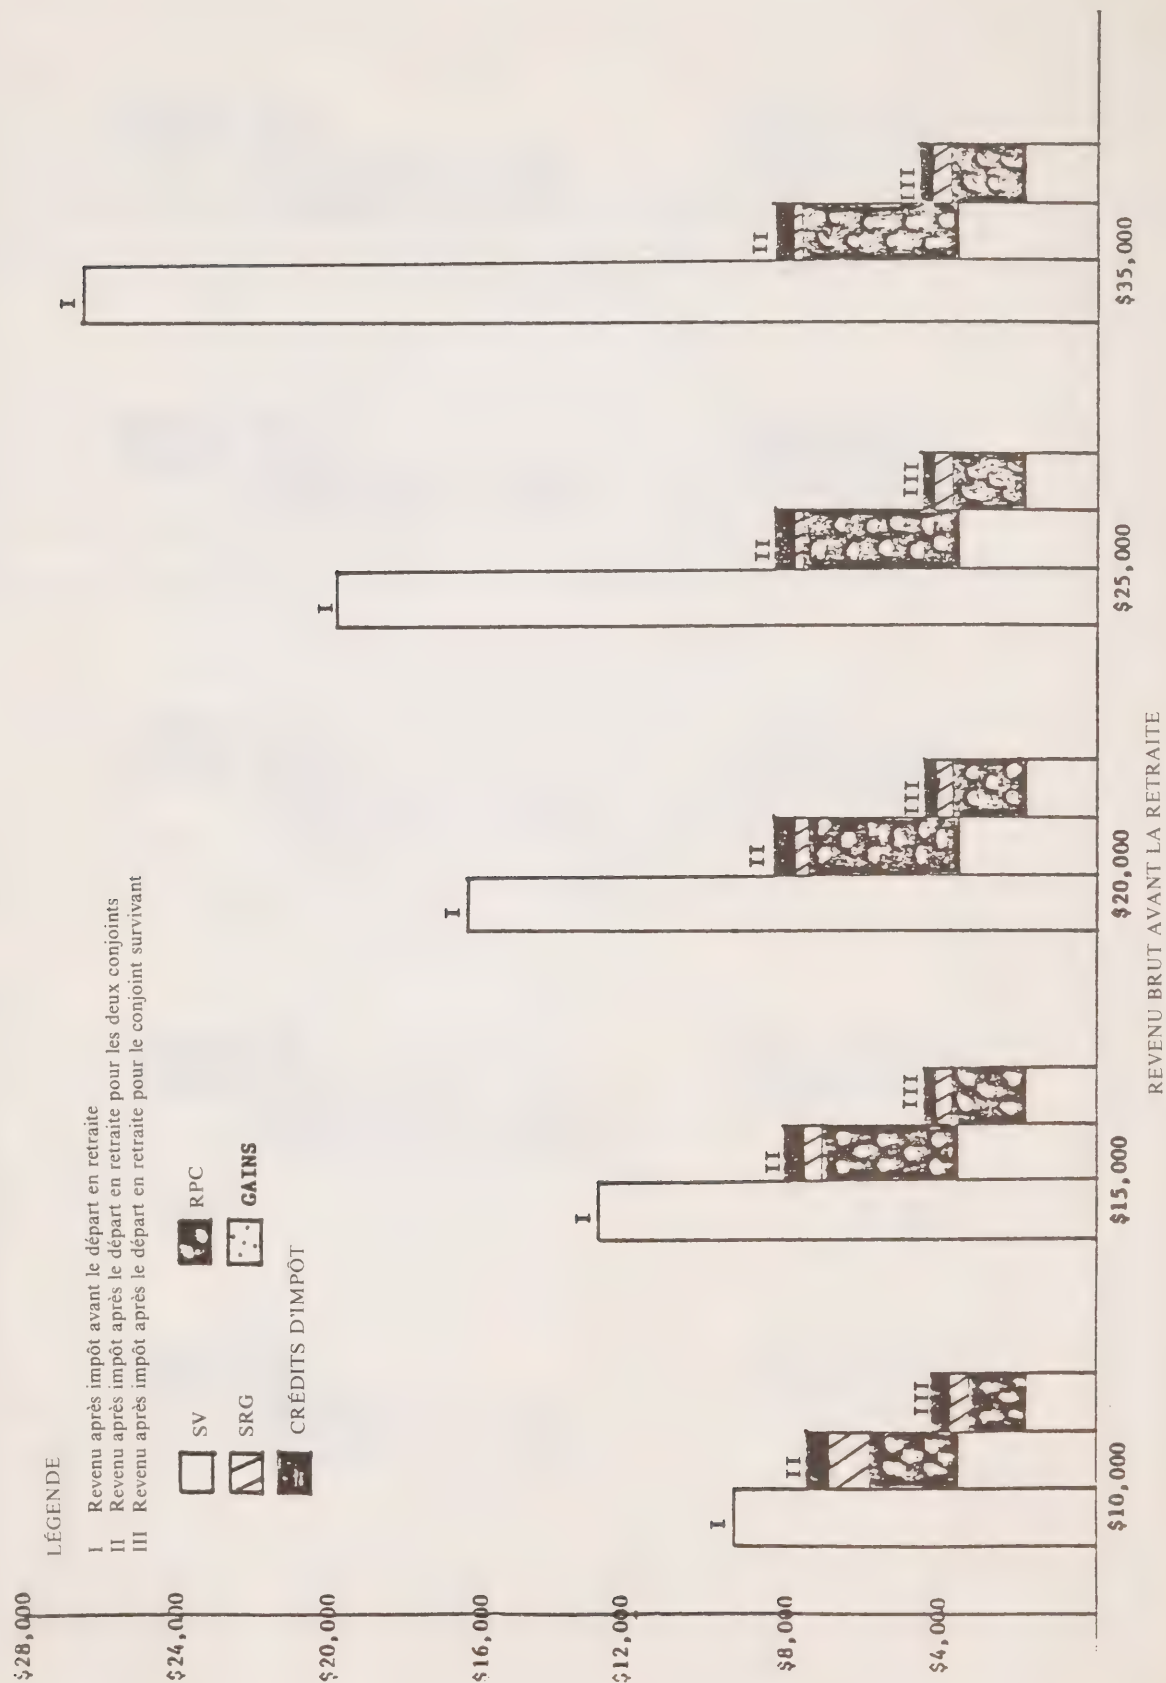 LÉGENDE
I Revenu après impôt avant le départ en retraite
II Revenu après impôt après le départ en retraite pour les deux conjoints
III Revenu après impôt après le départ en retraite pour le conjoint survivant
SV
RPC
SRG
GAINS
CRÉDITS D'IMPÔT
$28,000
$24,000
$20,000
$16,000
$12,000
$8,000
$4,000
I
II
III
I
II
III
I
II
III
I
II
III
I
II
III
$10,000
$15,000
$20,000
$25,000
$35,000
REVENU BRUT AVANT LA RETRAITE